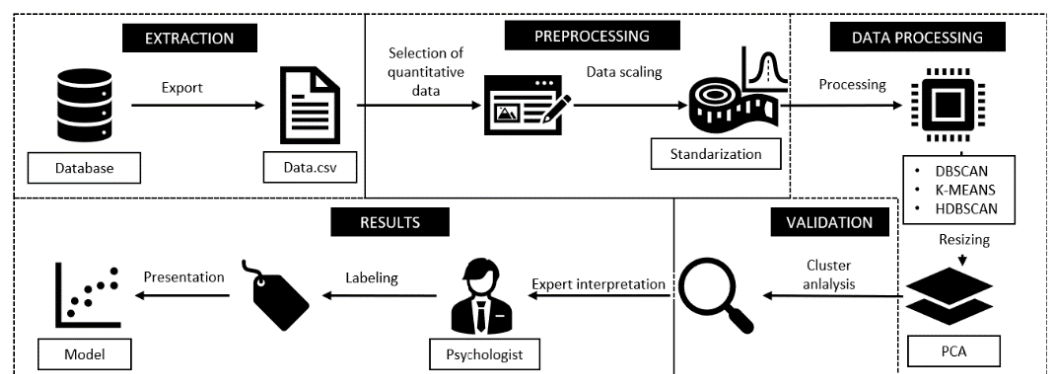 EXTRACTION
Export
Database
Data.csv
PREPROCESSING
Selection of
quantitative
data
Data scaling
Standarization
DATA PROCESSING
Processing
• DBSCAN
• K-MEANS
• HDBSCAN
Resizing
PCA
VALIDATION
Cluster
anlalysis
RESULTS
Expert interpretation
Psychologist
Labeling
Presentation
Model